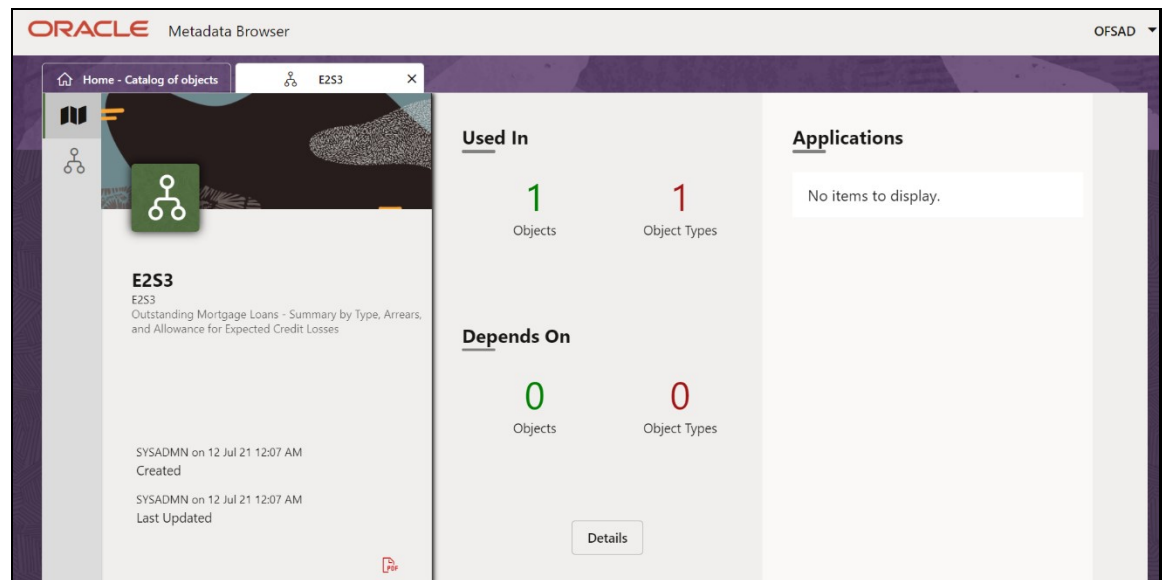 ORACLE Metadata Browser
OFSAD
Home - Catalog of objects
E2S3
E2S3
E2S3
Outstanding Mortgage Loans - Summary by Type, Arrears,
and Allowance for Expected Credit Losses
SYSADMN on 12 Jul 21 12:07 AM
Created
SYSADMN on 12 Jul 21 12:07 AM
Last Updated
PDF
Used In
1
1
Objects
Object Types
Depends On
0
0
Objects
Object Types
Details
Applications
No items to display.